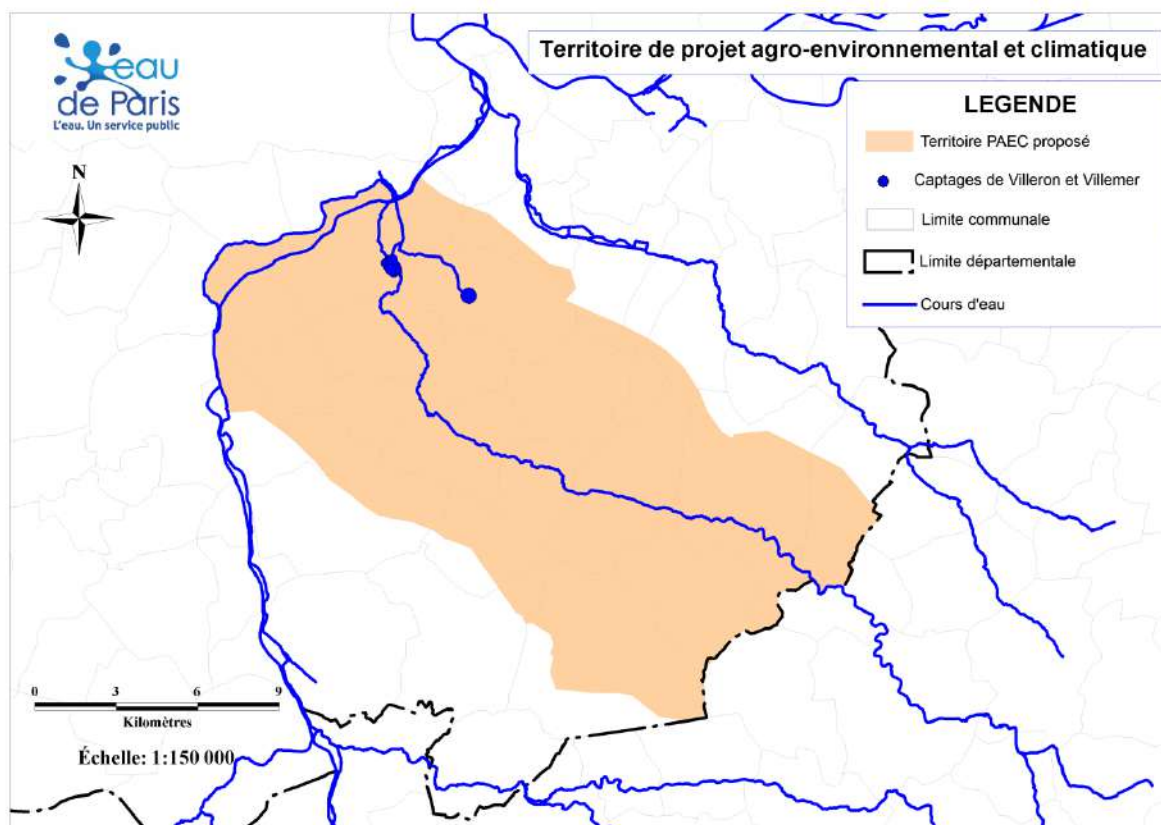 eau
de Paris
L'eau. Un service public
Territoire de projet agro-environnemental et climatique
LEGENDE
Territoire PAEC proposé
Captages de Villeron et Villemer
Limite communale
Limite départementale
Cours d'eau
N
0 3 6 9
Kilomètres
Échelle: 1:150 000